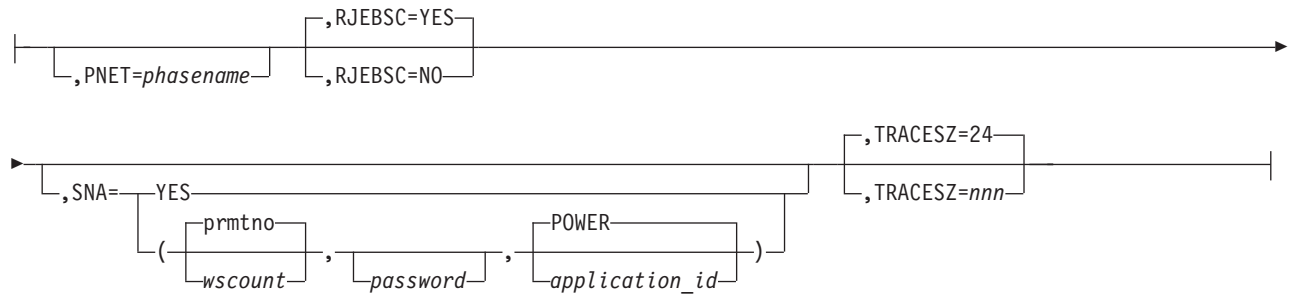 ,RJEBSC=YES
,PNET=phasename ,RJEBSC=NO
,TRACESZ=24
,SNA= YES ,TRACESZ=nnn
prmtno POWER
( , , )
wscount password application_id